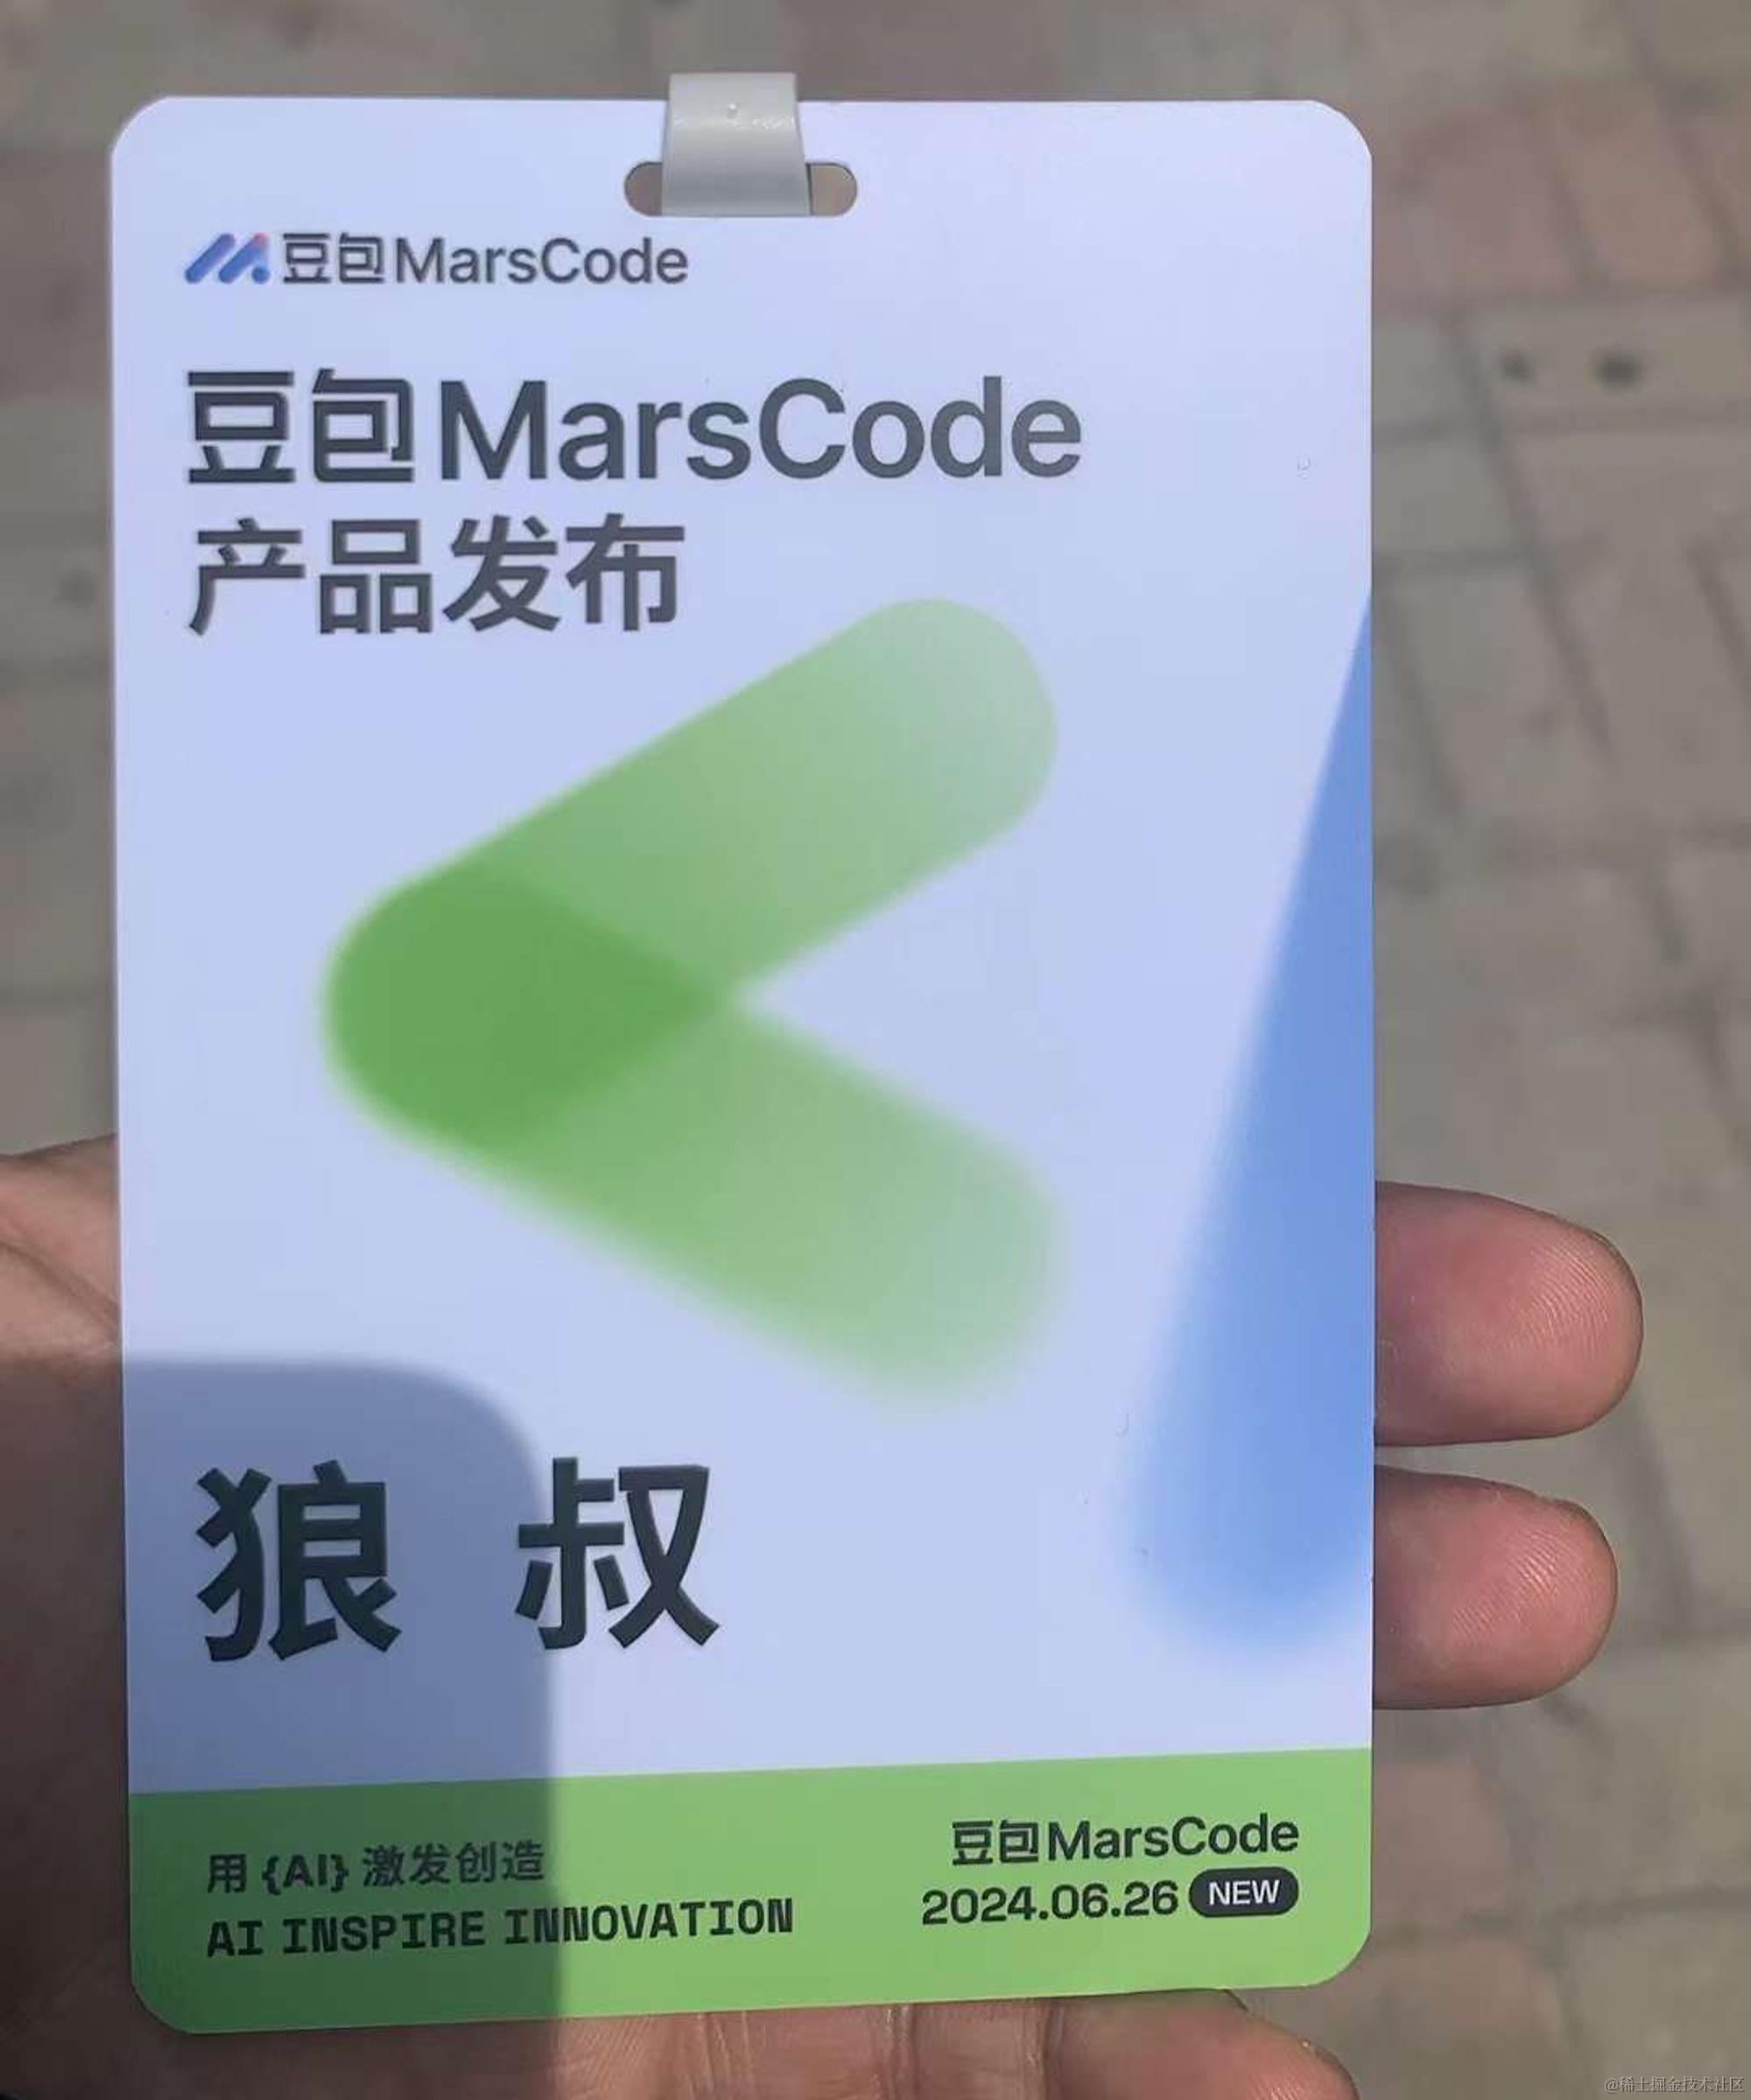 豆包MarsCode
豆包MarsCode
产品发布
狼 叔
用 {AI} 激发创造
AI INSPIRE INNOVATION
豆包MarsCode
2024.06.26 NEW
@稀土掘金技术社区